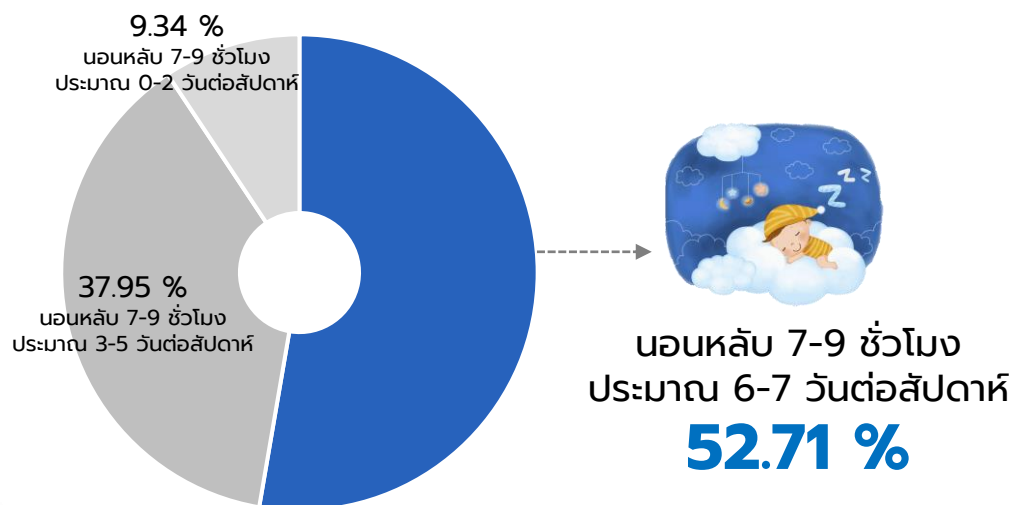 9.34 %
นอนหลับ 7-9 ชั่วโมง
ประมาณ 0-2 วันต่อสัปดาห์
37.95 %
นอนหลับ 7-9 ชั่วโมง
ประมาณ 3-5 วันต่อสัปดาห์
z z z
นอนหลับ 7-9 ชั่วโมง
ประมาณ 6-7 วันต่อสัปดาห์
52.71 %